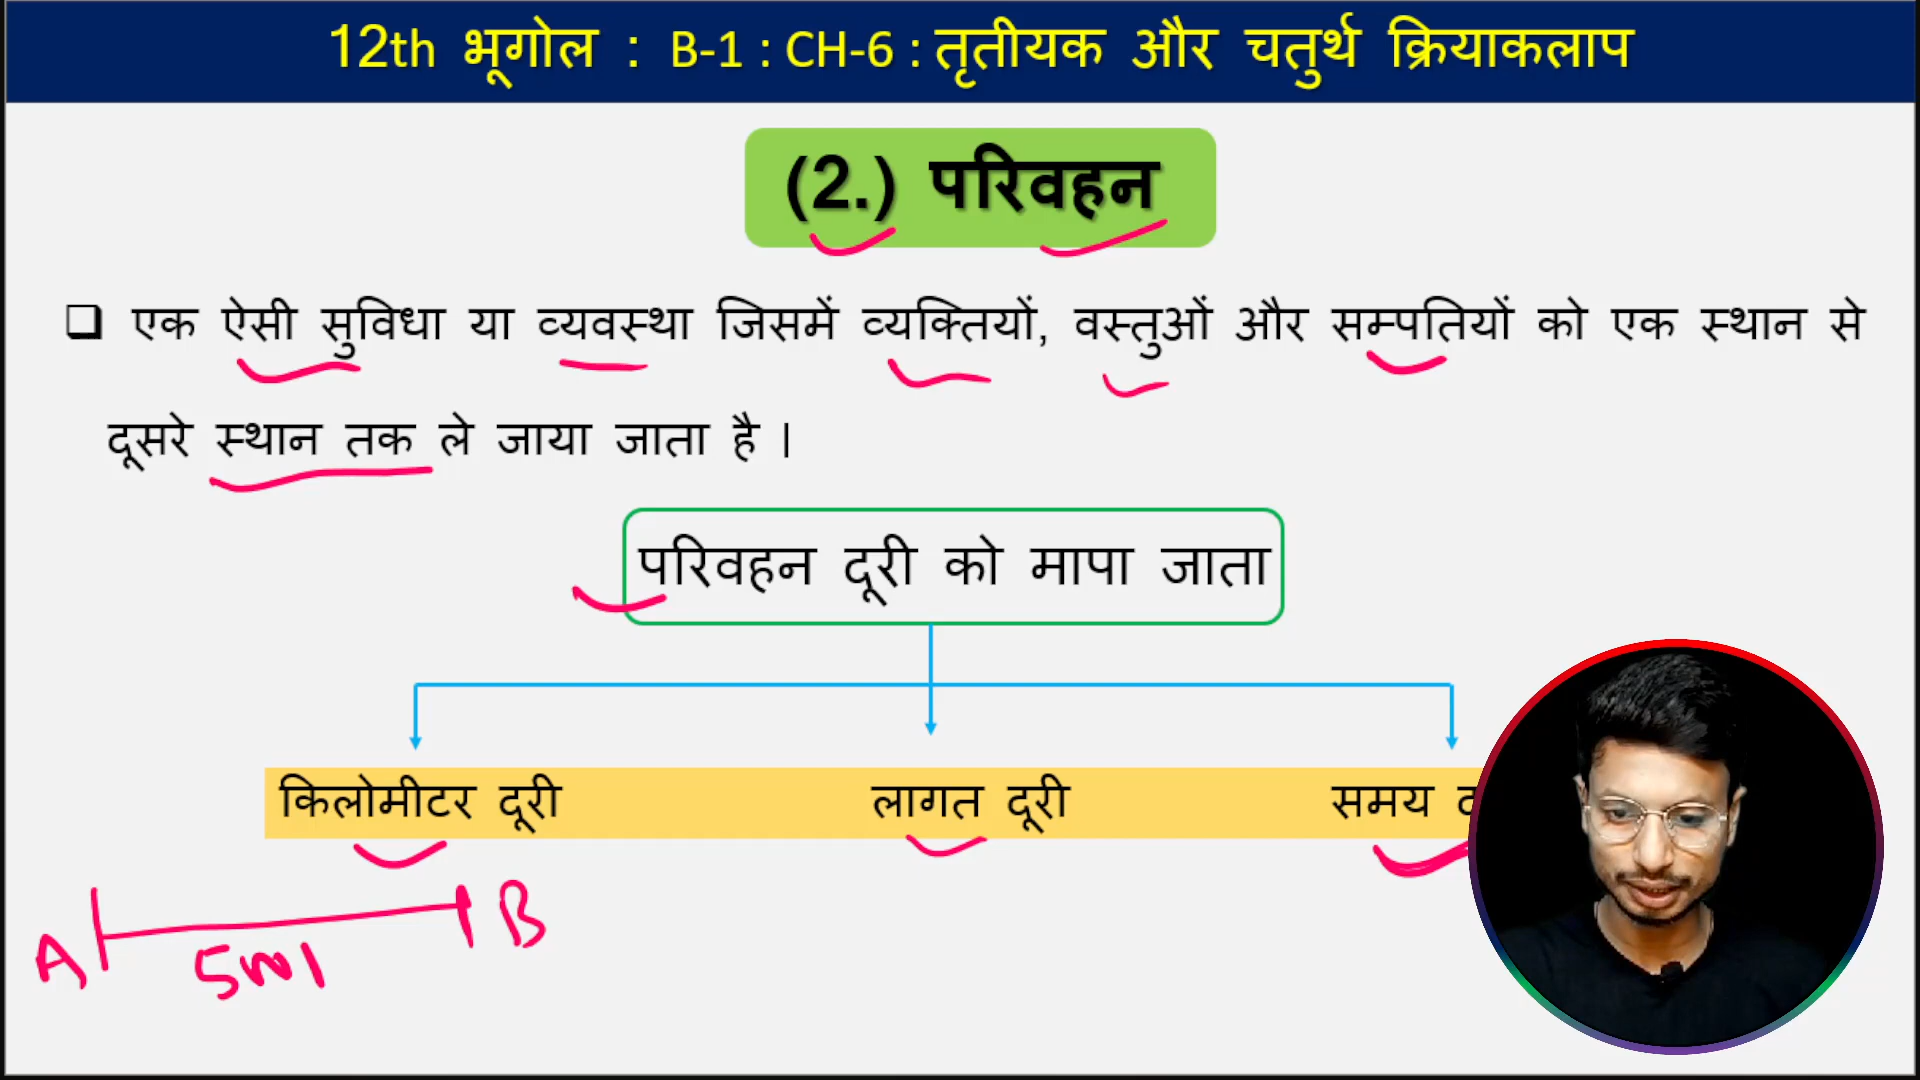 12th भूगोल : B-1 : CH-6 : तृतीयक और चतुर्थ क्रियाकलाप
(2.) परिवहन
❑ एक ऐसी सुविधा या व्यवस्था जिसमें व्यक्तियों, वस्तुओं और सम्पतियों को एक स्थान से
दूसरे स्थान तक ले जाया जाता है ।
परिवहन दूरी को मापा जाता
किलोमीटर दूरी लागत दूरी समय
A B